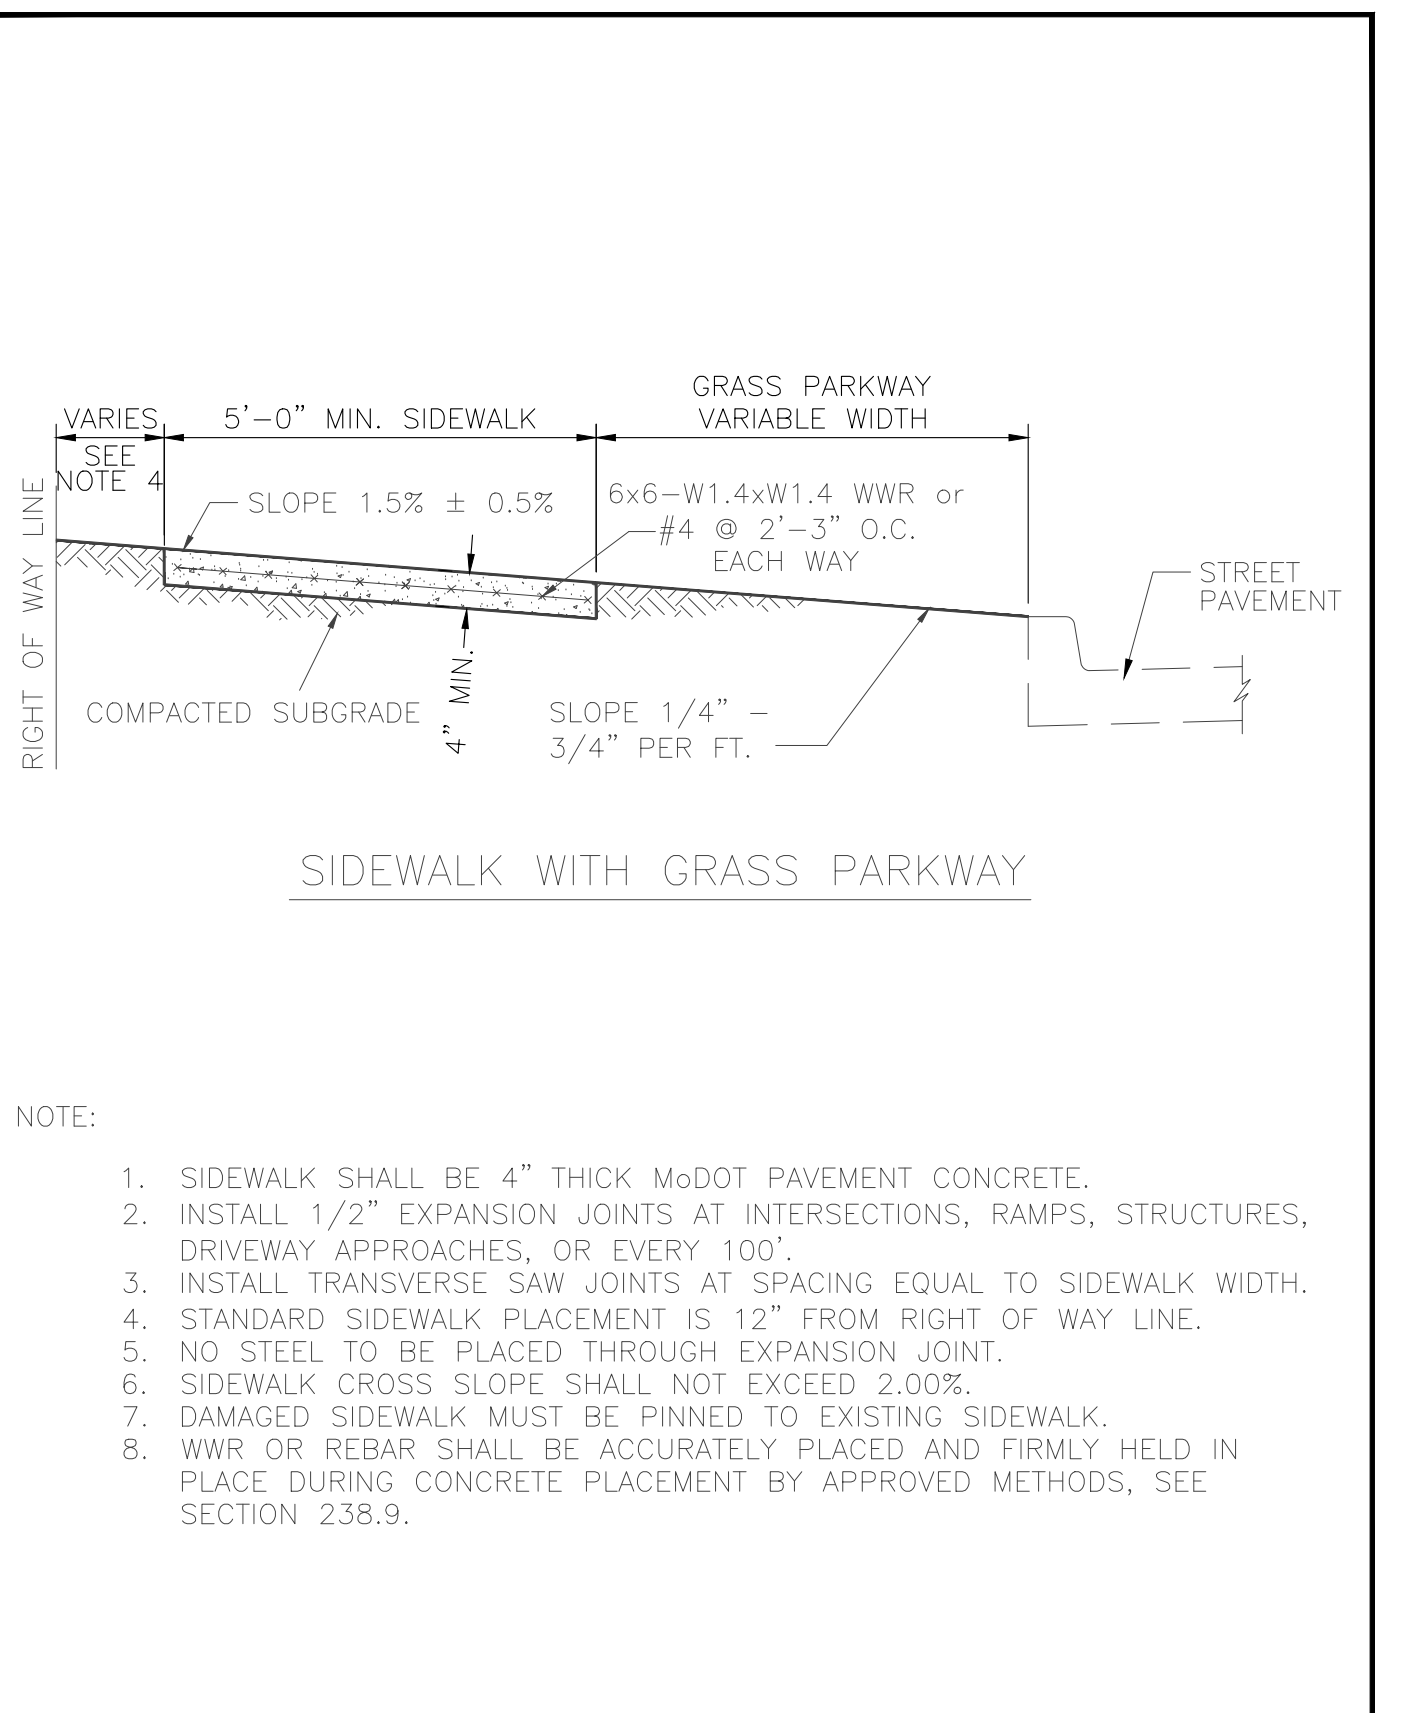 GRASS PARKWAY
VARIABLE WIDTH
VARIES
SEE
NOTE 4
5'-0" MIN. SIDEWALK
RIGHT OF WAY LINE
SLOPE 1.5% ± 0.5%
6x6-W1.4xW1.4 WWR or
#4 @ 2'-3" O.C.
EACH WAY
STREET
PAVEMENT
COMPACTED SUBGRADE
4" MIN.
SLOPE 1/4" -
3/4" PER FT.
SIDEWALK WITH GRASS PARKWAY
NOTE:
1. SIDEWALK SHALL BE 4" THICK MoDOT PAVEMENT CONCRETE.
2. INSTALL 1/2" EXPANSION JOINTS AT INTERSECTIONS, RAMPS, STRUCTURES,
DRIVEWAY APPROACHES, OR EVERY 100'.
3. INSTALL TRANSVERSE SAW JOINTS AT SPACING EQUAL TO SIDEWALK WIDTH.
4. STANDARD SIDEWALK PLACEMENT IS 12" FROM RIGHT OF WAY LINE.
5. NO STEEL TO BE PLACED THROUGH EXPANSION JOINT.
6. SIDEWALK CROSS SLOPE SHALL NOT EXCEED 2.00%.
7. DAMAGED SIDEWALK MUST BE PINNED TO EXISTING SIDEWALK.
8. WWR OR REBAR SHALL BE ACCURATELY PLACED AND FIRMLY HELD IN
PLACE DURING CONCRETE PLACEMENT BY APPROVED METHODS, SEE
SECTION 238.9.